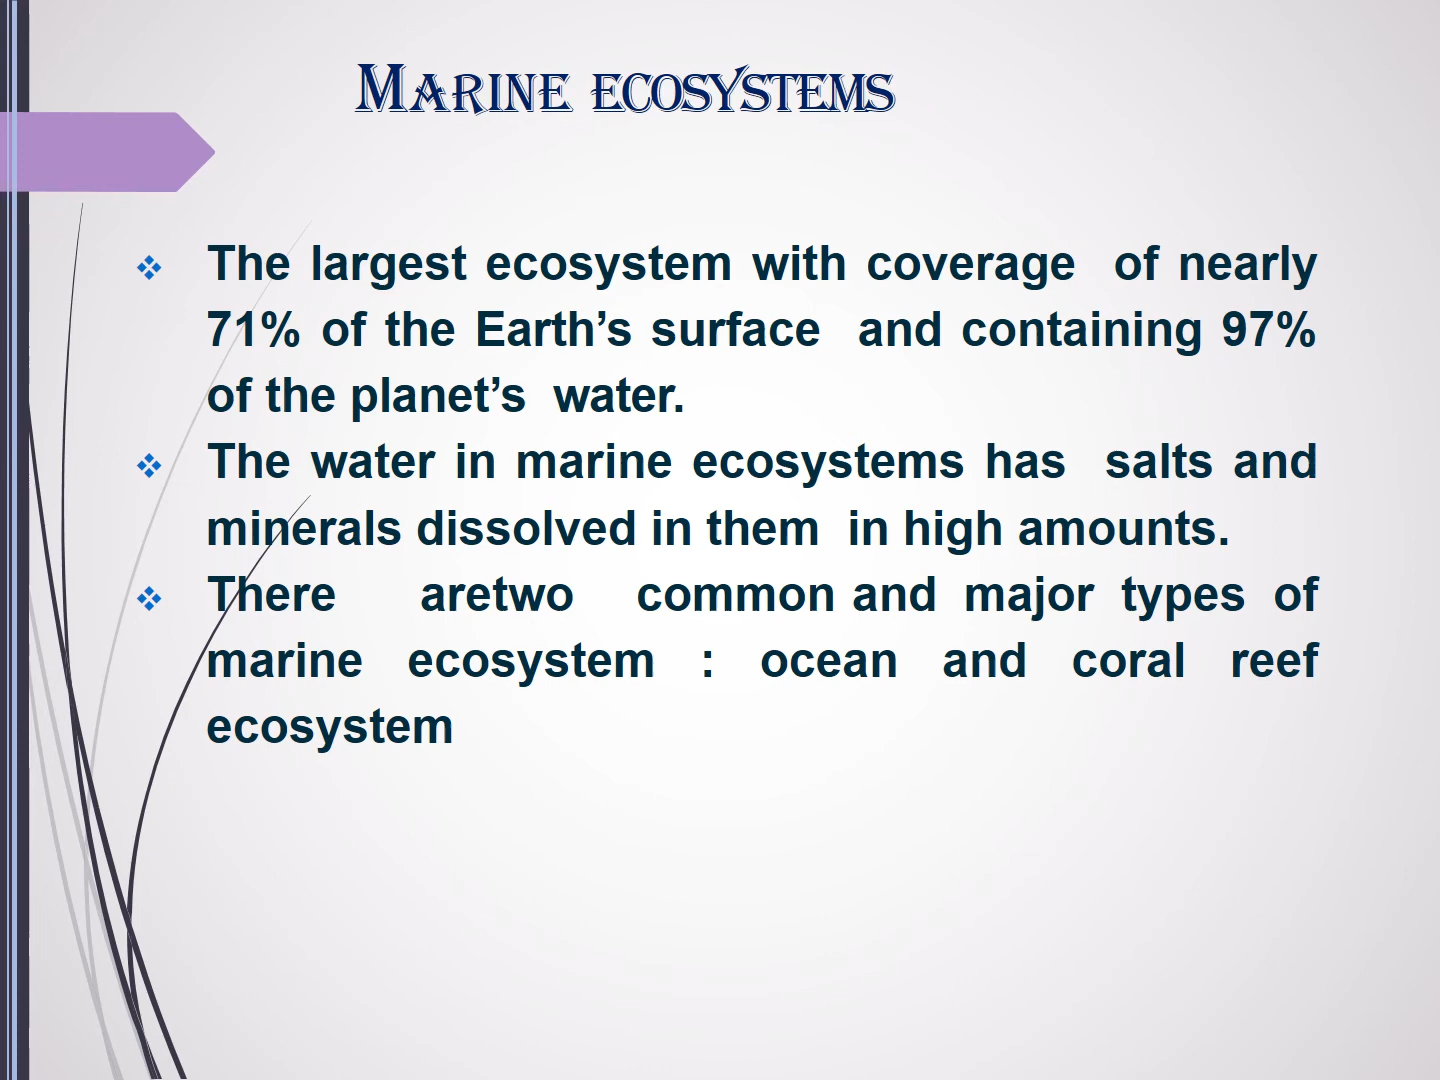 Marine ecosystems
The largest ecosystem with coverage of nearly
71% of the Earth’s surface and containing 97%
of the planet’s water.
The water in marine ecosystems has salts and
minerals dissolved in them in high amounts.
There aretwo common and major types of
marine ecosystem : ocean and coral reef
ecosystem